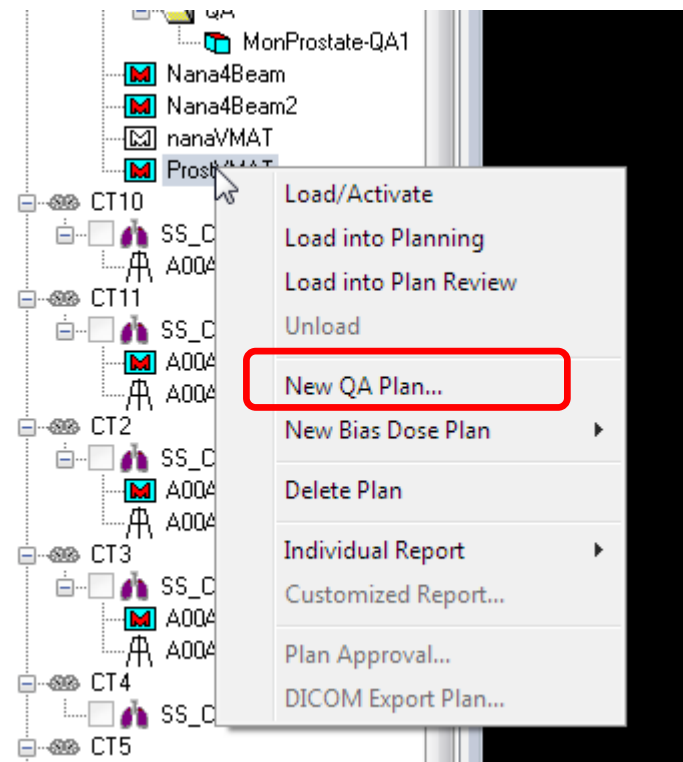 QA
MonProstate-QA1
Nana4Beam
Nana4Beam2
nanaVMAT
ProstVMAT
CT10
SS_C
A00A
CT11
SS_C
A00A
A00A
CT2
SS_C
A00A
A00A
CT3
SS_C
A00A
A00A
CT4
SS_C
CT5
Load/Activate
Load into Planning
Load into Plan Review
Unload
New QA Plan...
New Bias Dose Plan
Delete Plan
Individual Report
Customized Report...
Plan Approval...
DICOM Export Plan...